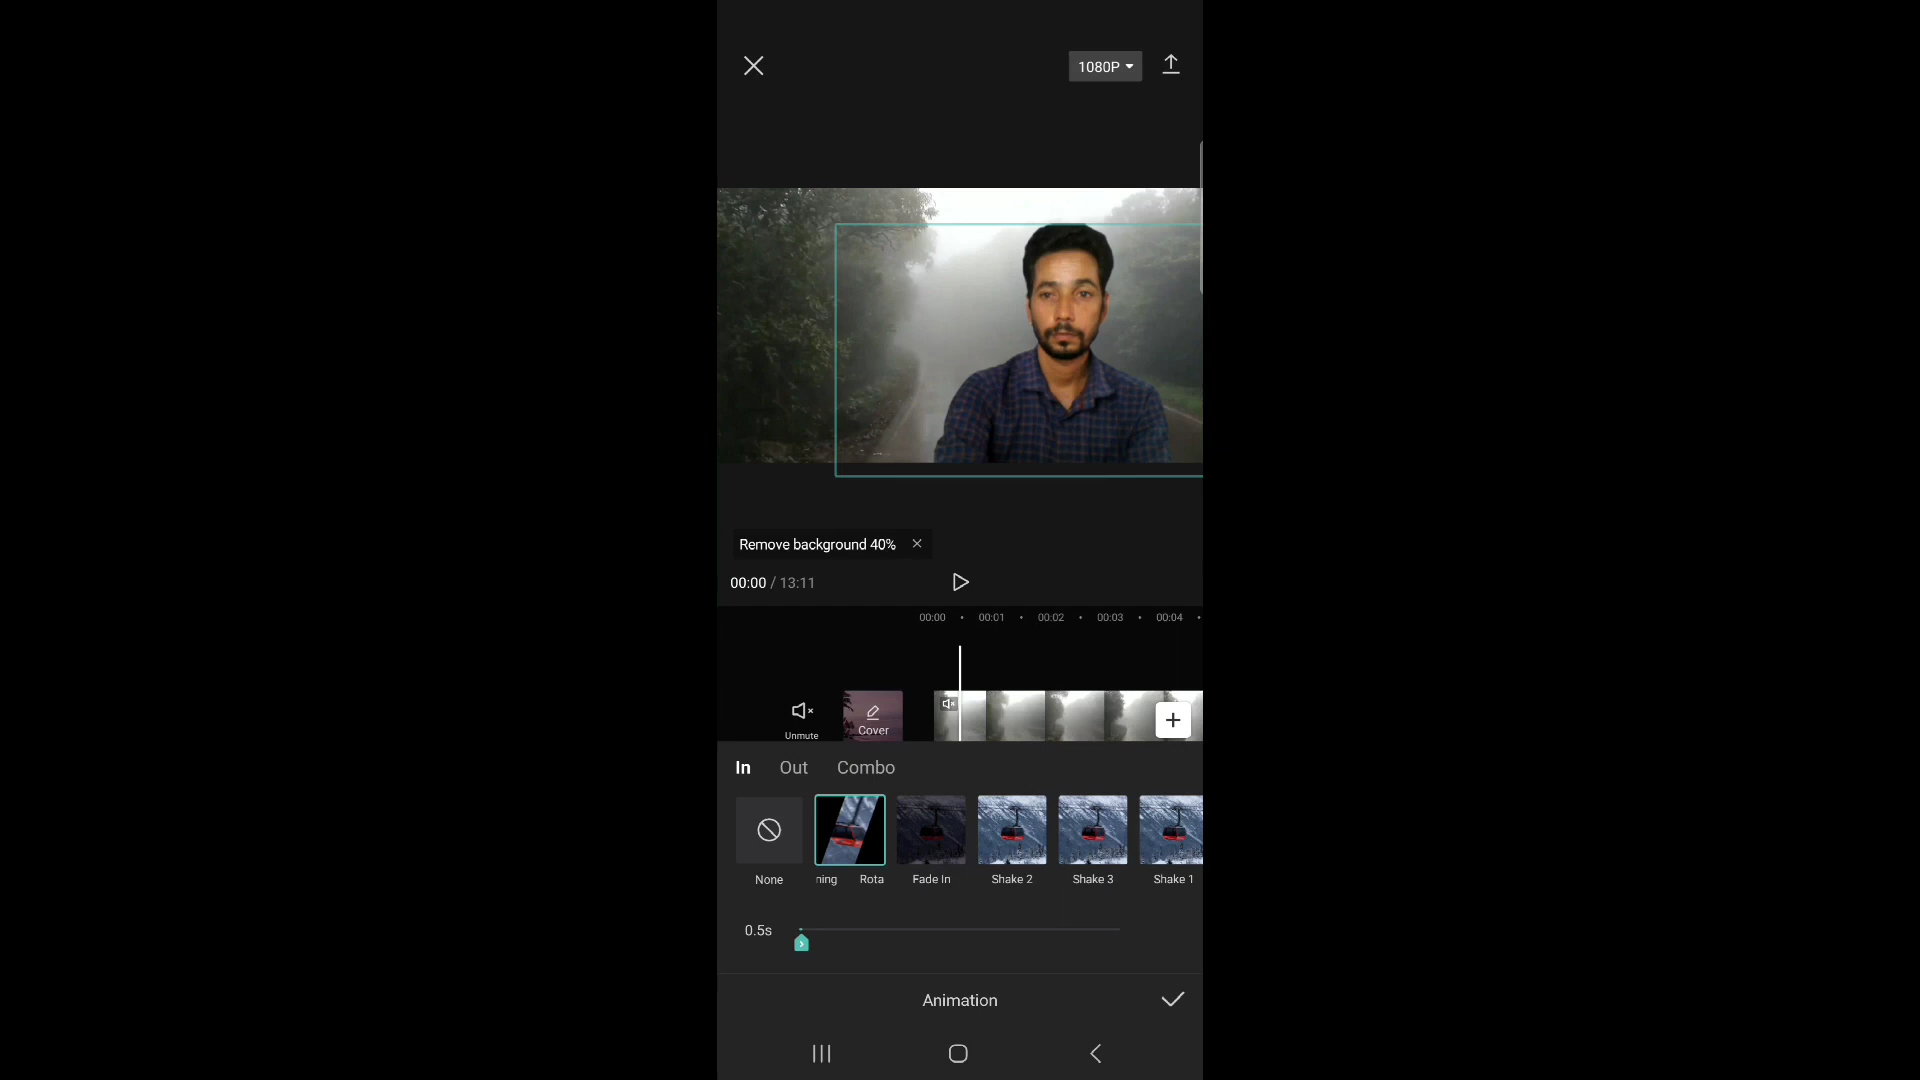 1080P
Remove background 40%
00:00 / 13:11
00:00 00:01 00:02 00:03 00:04
Unmute
Cover
In Out Combo
None ning Rota Fade In Shake 2 Shake 3 Shake 1
0.5s
Animation